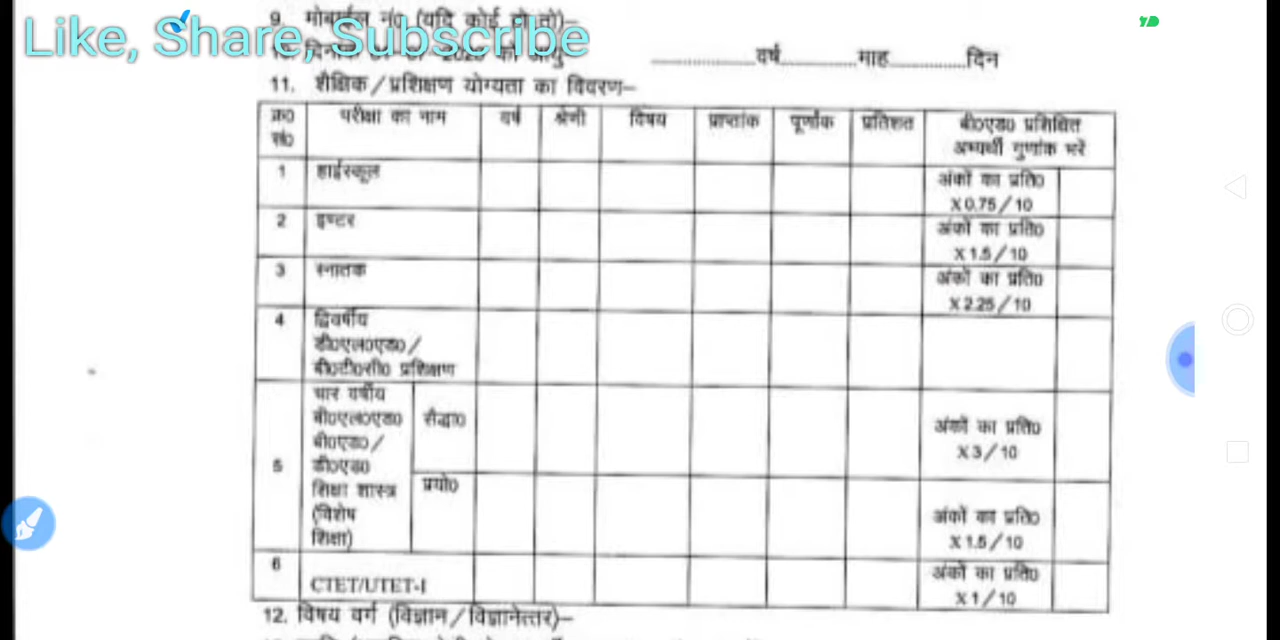 9. मोबाईल नं0 (यदि कोई हो तो)–
Like, Share, Subscribe
को आयु
वर्ष माह दिन
11. शैक्षिक/प्रशिक्षण योग्यता का विवरण–
क्र0 सं0 परीक्षा का नाम वर्ष श्रेणी विषय प्राप्तांक पूर्णांक प्रतिशत बी0एड0 प्रशिक्षित
अभ्यर्थी गुणांक भरें
1 हाईस्कूल अंकों का प्रति0
X 0.75/10
2 इण्टर अंकों का प्रति0
X 1.5/10
3 स्नातक अंकों का प्रति0
X 2.25/10
4 द्विवर्षीय
डी0एल0एड0/
बी0टी0सी0 प्रशिक्षण
5 चार वर्षीय
बी0एल0एड0
बी0एड0/
डी0एड0
शिक्षा शास्त्र
(विशेष
शिक्षा)
सैद्धा0 अंकों का प्रति0
X 3/10
प्रयो0 अंकों का प्रति0
X 1.5/10
6 CTET/UTET-I अंकों का प्रति0
X 1/10
12. विषय वर्ग (विज्ञान/विज्ञानेत्तर)–